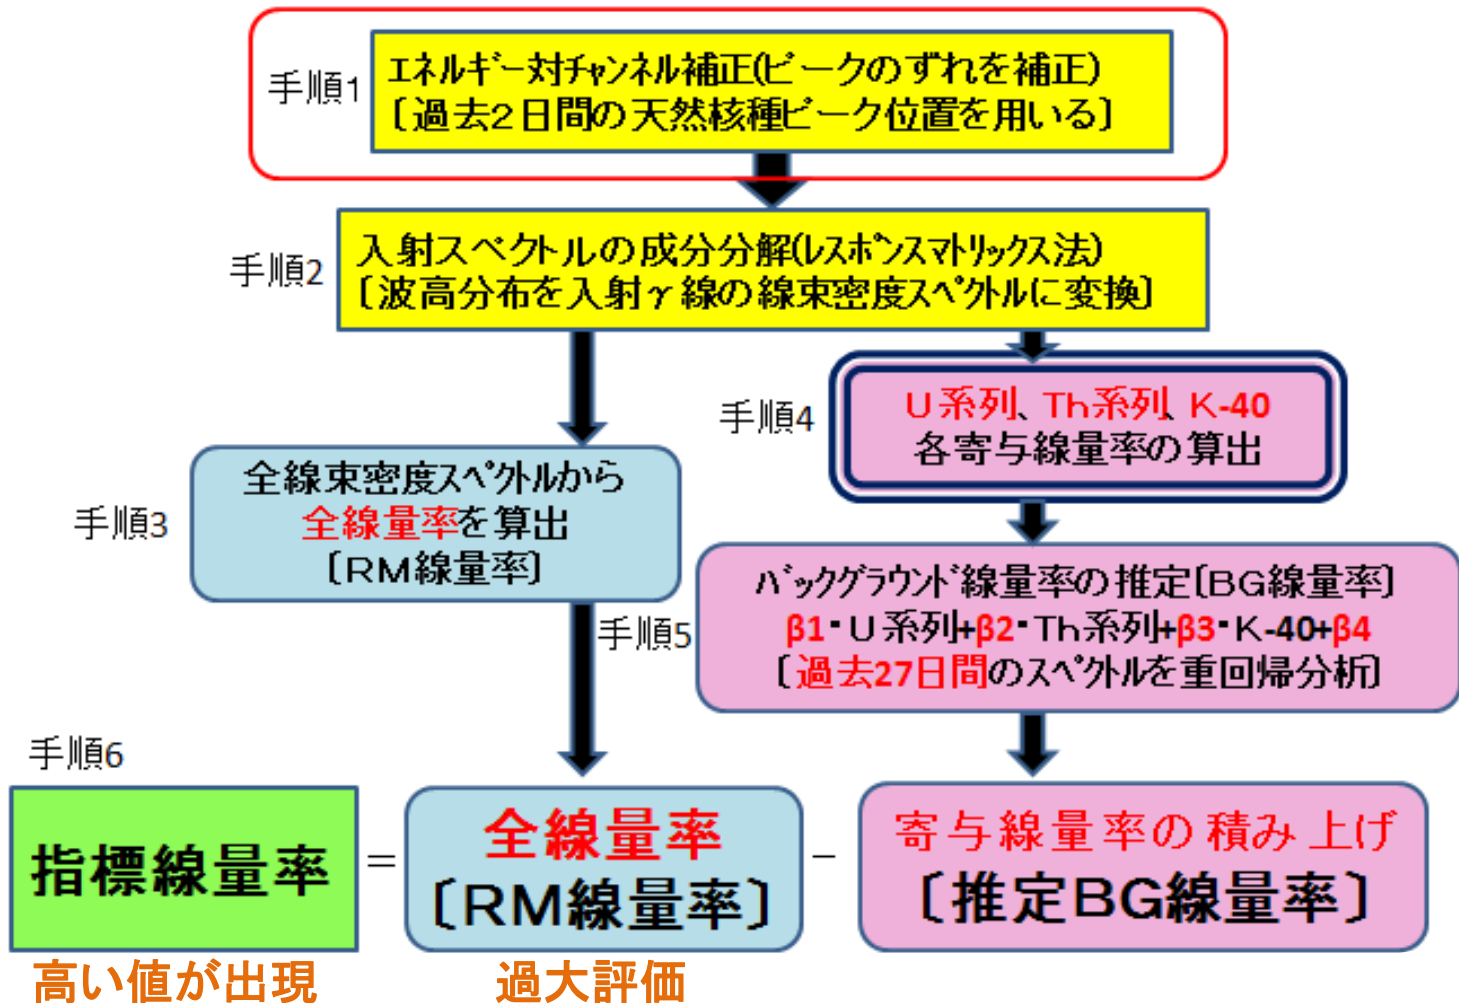 手順1
エネルギー対チャンネル補正(ピークのずれを補正)
〔過去2日間の天然核種ピーク位置を用いる〕
手順2
入射スペクトルの成分分解(レスポンスマトリックス法)
〔波高分布を入射γ線の線束密度スペクトルに変換〕
手順3
全線束密度スペクトルから
全線量率を算出
〔RM線量率〕
手順4
U系列、Th系列、K-40
各寄与線量率の算出
手順5
バックグラウンド線量率の推定〔BG線量率〕
β1・U系列+β2・Th系列+β3・K-40+β4
〔過去27日間のスペクトルを重回帰分析〕
手順6
指標線量率
=
全線量率
〔RM線量率〕
−
寄与線量率の積み上げ
〔推定BG線量率〕
高い値が出現
過大評価